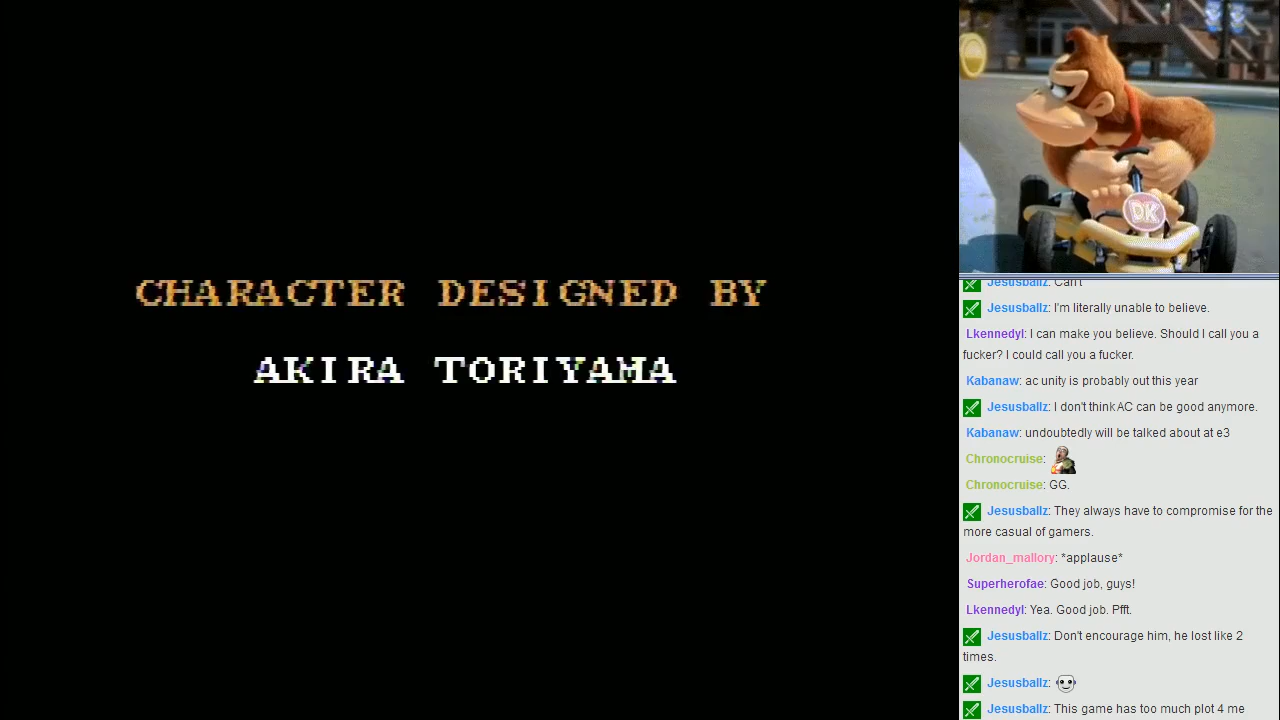 CHARACTER DESIGNED BY
AKIRA TORIYAMA
DK
Jesusballz: Can't
Jesusballz: I'm literally unable to believe.
Lkennedyl: I can make you believe. Should I call you a
fucker? I could call you a fucker.
Kabanaw: ac unity is probably out this year
Jesusballz: I don't think AC can be good anymore.
Kabanaw: undoubtedly will be talked about at e3
Chronocruise:
Chronocruise: GG.
Jesusballz: They always have to compromise for the
more casual of gamers.
Jordan_mallory: *applause*
Superherofae: Good job, guys!
Lkennedyl: Yea. Good job. Pfft.
Jesusballz: Don't encourage him, he lost like 2
times.
Jesusballz:
Jesusballz: This game has too much plot 4 me